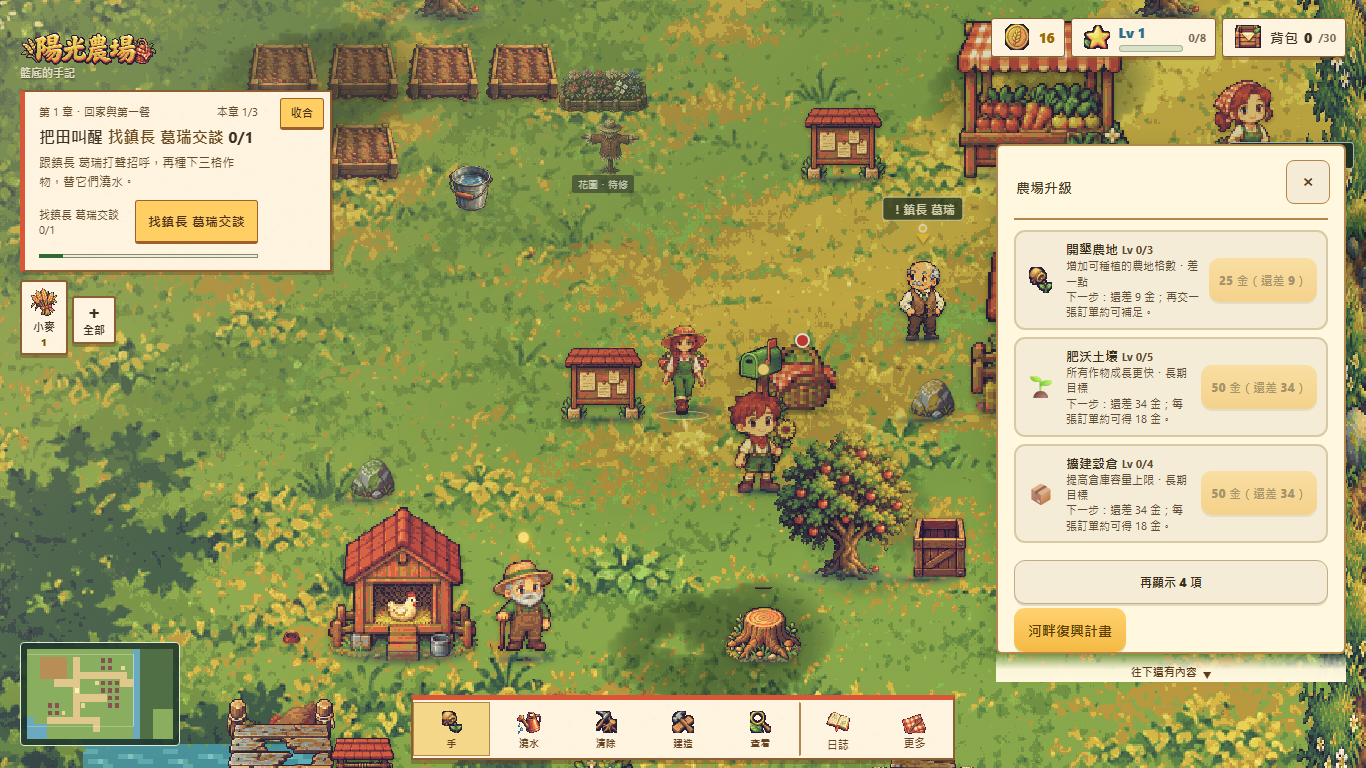 陽光農場
籃底的手記
第 1 章 · 回家與第一餐
本章 1/3
收合
把田叫醒 找鎮長 葛瑞交談 0/1
跟鎮長 葛瑞打聲招呼，再種下三格作
物，替它們澆水。
找鎮長 葛瑞交談
0/1
找鎮長 葛瑞交談
小麥
1
+
全部
花圃 · 待修
! 鎮長 葛瑞
16
Lv 1
0/8
背包 0 /30
農場升級
×
開墾農地 Lv 0/3
增加可種植的農地格數 · 差
一點
下一步：還差 9 金；再交一
張訂單約可補足。
25 金（還差 9）
肥沃土壤 Lv 0/5
所有作物成長更快 · 長期
目標
下一步：還差 34 金；每
張訂單約可得 18 金。
50 金（還差 34）
擴建穀倉 Lv 0/4
提高倉庫容量上限 · 長期
目標
下一步：還差 34 金；每
張訂單約可得 18 金。
50 金（還差 34）
再顯示 4 項
河畔復興計畫
往下還有內容 ▼
手
澆水
清除
建造
查看
日誌
更多